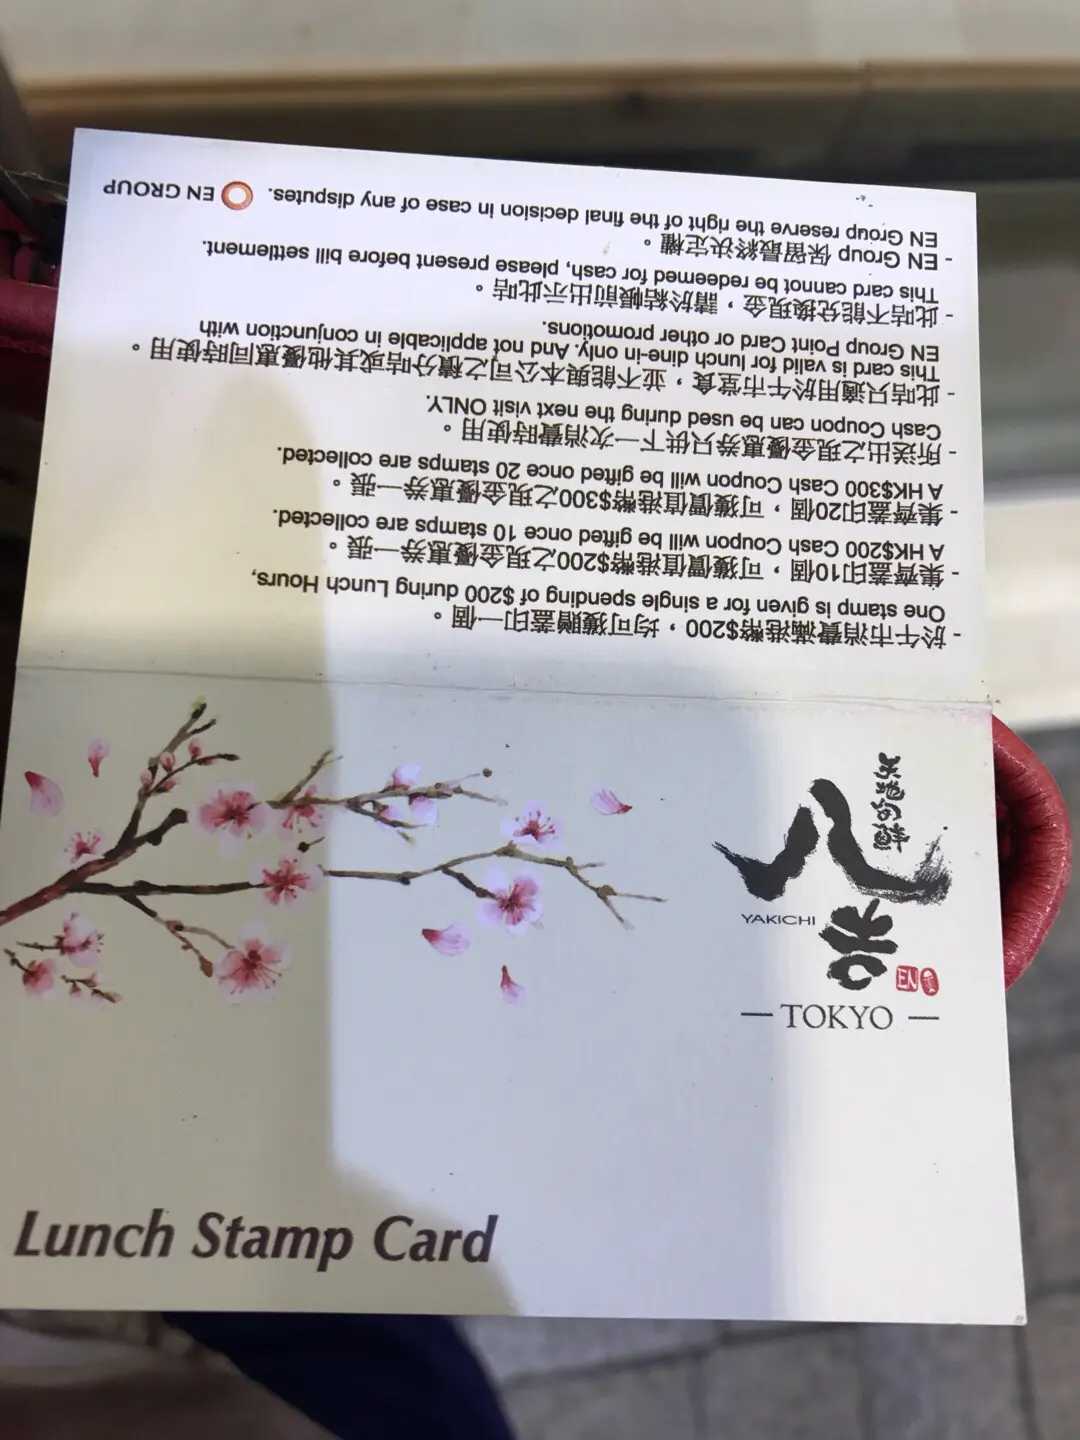 - 於午市消費滿港幣$200，均可獲贈蓋印一個。
One stamp is given for a single spending of $200 during Lunch Hours,
- 集齊蓋印10個，可獲價值港幣$200之現金優惠券一張。
A HK$200 Cash Coupon will be gifted once 10 stamps are collected.
- 集齊蓋印20個，可獲價值港幣$300之現金優惠券一張。
A HK$300 Cash Coupon will be gifted once 20 stamps are collected.
- 所送出之現金優惠券只供下一次消費時使用。
Cash Coupon can be used during the next visit ONLY.
- 此咭只適用於午市堂食，並不能與本公司之積分咭或其他優惠同時使用。
This card is valid for lunch dine-in only. And not applicable in conjunction with
EN Group Point Card or other promotions.
- 此咭不能兌換現金，請於結帳前出示此咭。
This card cannot be redeemed for cash, please present before bill settlement.
- EN Group 保留最終決定權。
EN Group reserve the right of the final decision in case of any disputes.
EN GROUP
八吉
YAKICHI
EN
TOKYO
Lunch Stamp Card